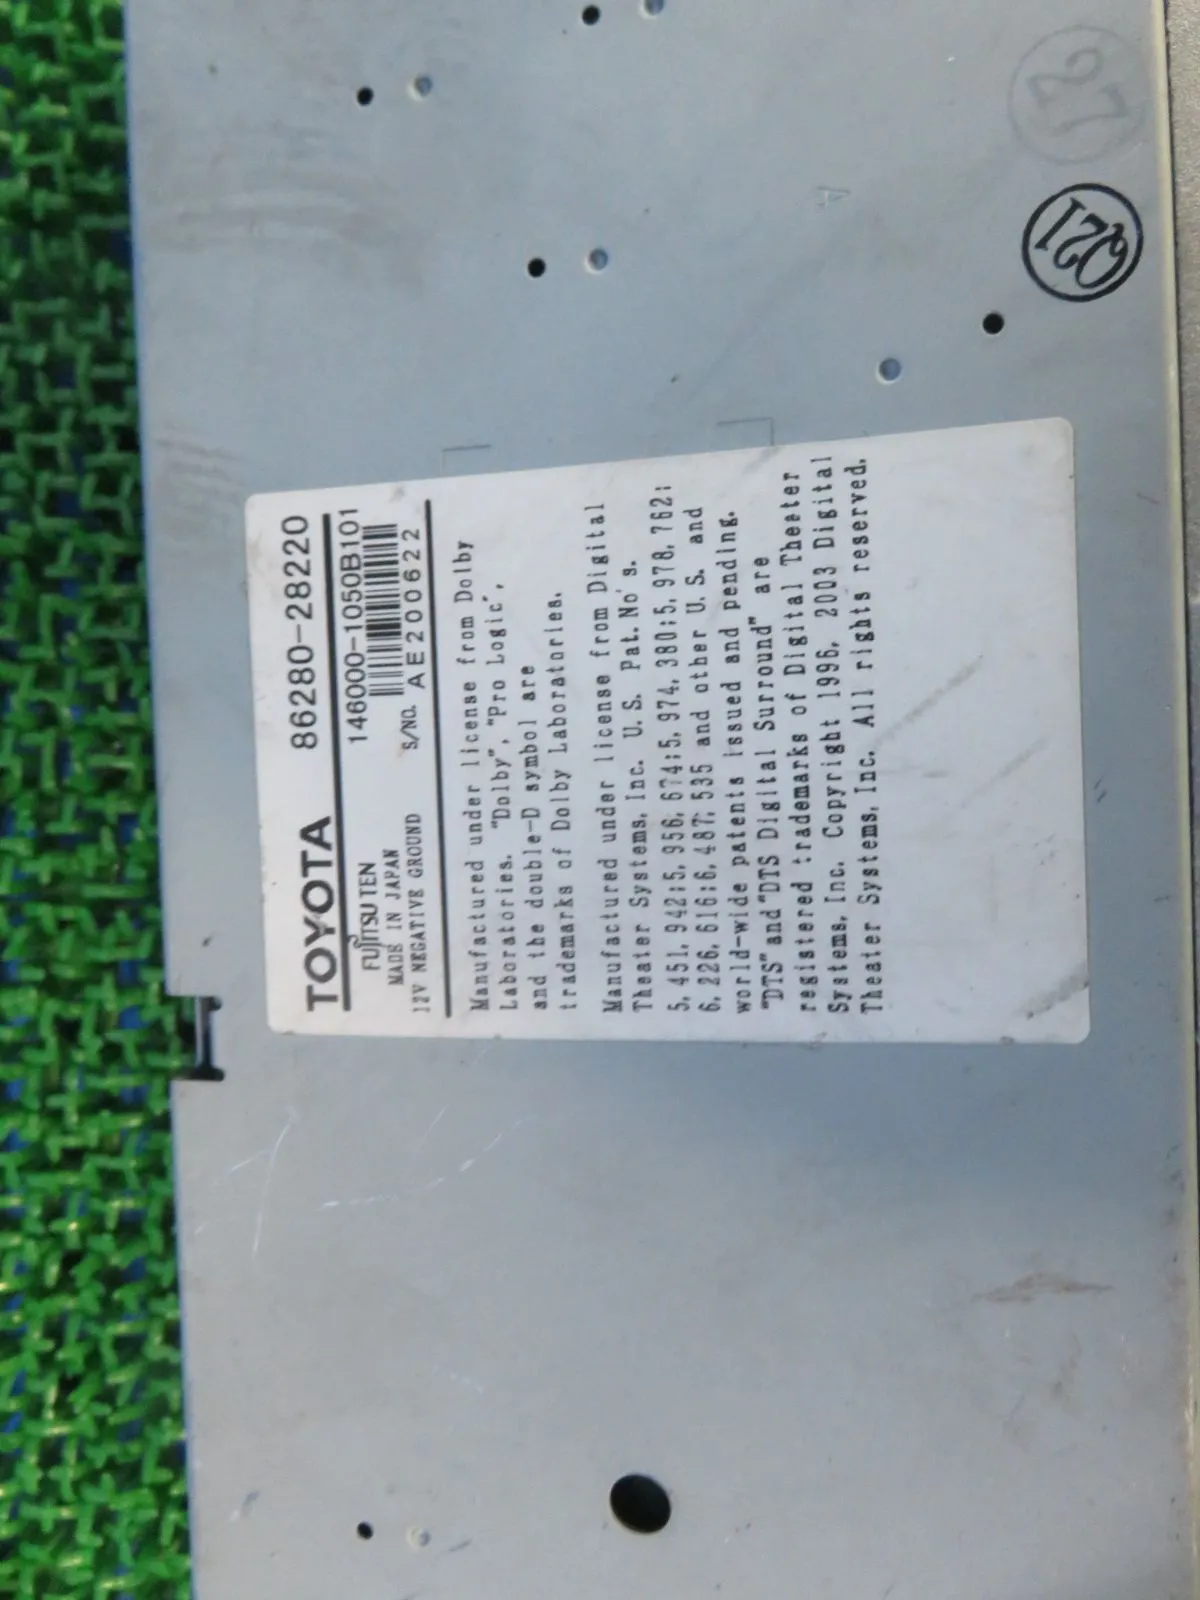 TOYOTA 86280-28220
FUJITSU TEN 146000-1050B101
MADE IN JAPAN
12V NEGATIVE GROUND S/NO. AE200622
Manufactured under license from Dolby
Laboratories. "Dolby", "Pro Logic",
and the double-D symbol are
trademarks of Dolby Laboratories.
Manufactured under license from Digital
Theater Systems, Inc. U.S. Pat. No's.
5,451,942;5,956,674;5,974,380;5,978,762;
6,226,616;6,487,535 and other U.S. and
world-wide patents issued and pending.
"DTS" and "DTS Digital Surround" are
registered trademarks of Digital Theeter
Systems, Inc. Copyright 1996, 2003 Digital
Theater Systems, Inc. All rights reserved.
27
Q21
A